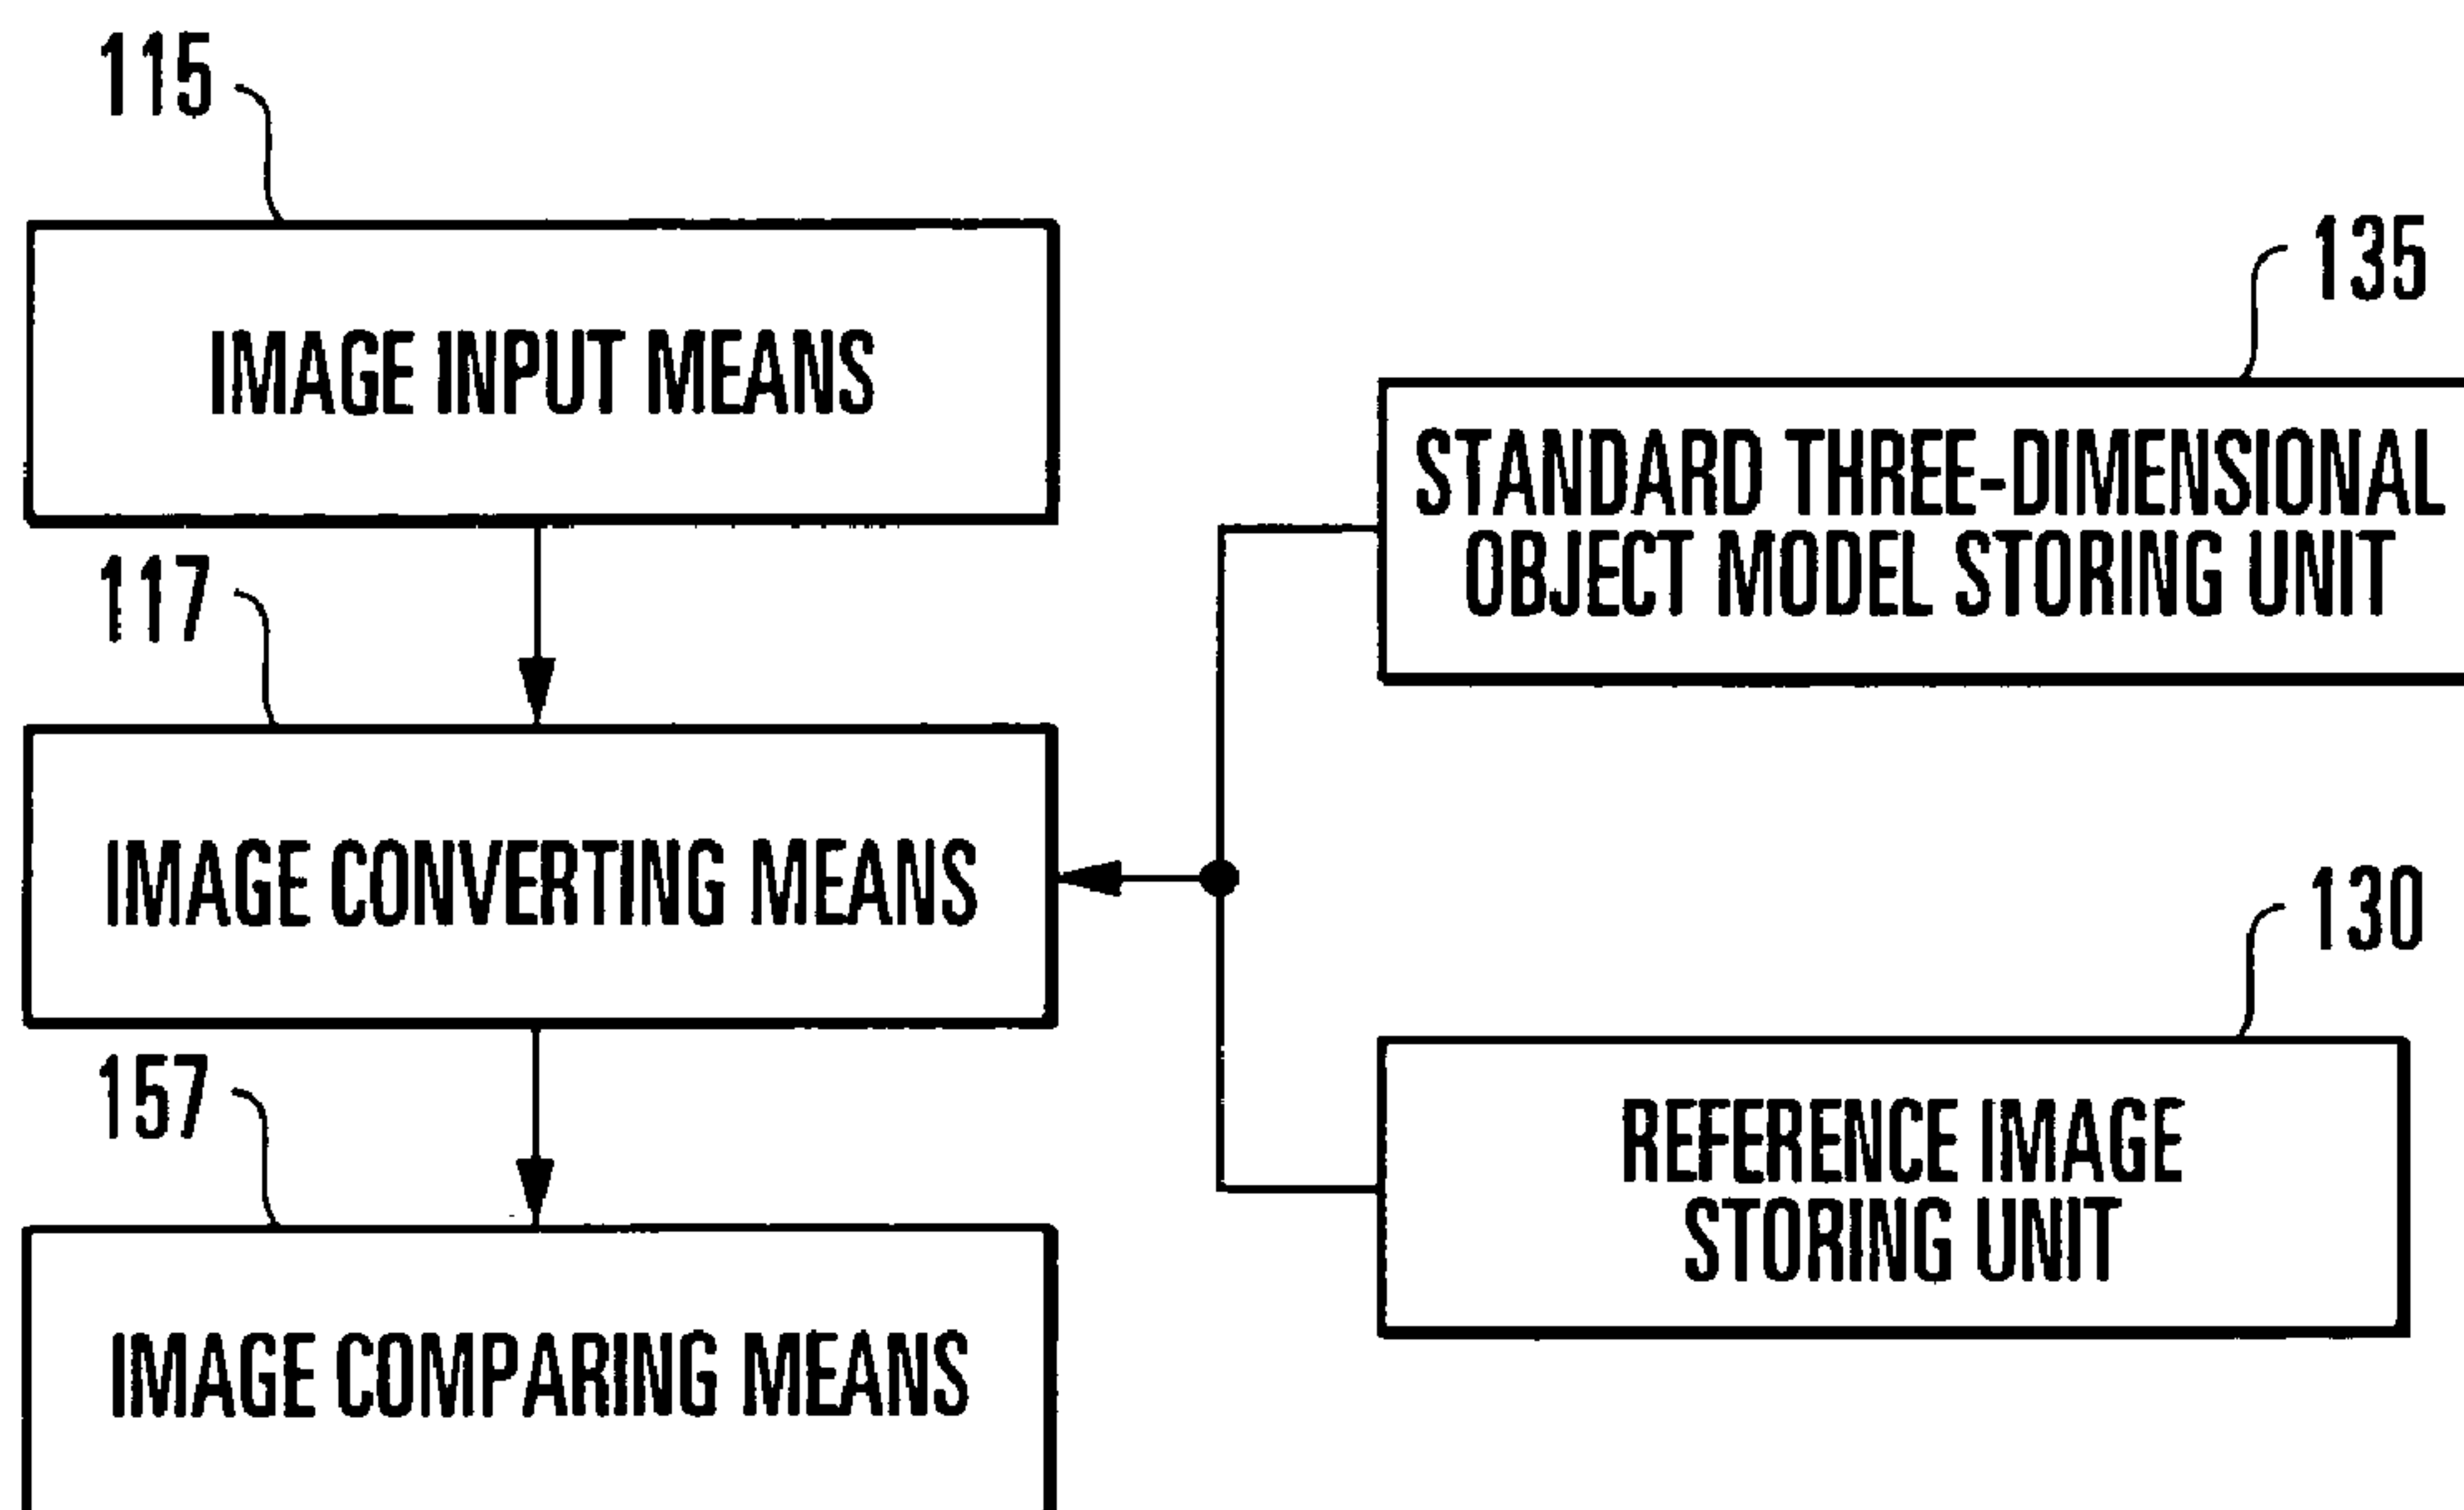 115
IMAGE INPUT MEANS
135
STANDARD THREE-DIMENSIONAL
OBJECT MODEL STORING UNIT
117
IMAGE CONVERTING MEANS
130
REFERENCE IMAGE
STORING UNIT
157
IMAGE COMPARING MEANS